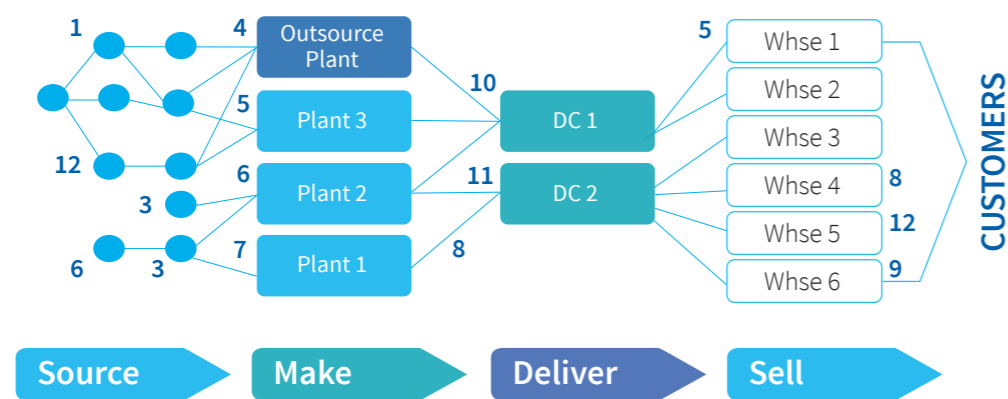 1
4
Outsource
Plant
5
Whse 1
10
Whse 2
5
Plant 3
DC 1
Whse 3
12
6
Plant 2
11
DC 2
Whse 4
8
3
Whse 5
12
6
3
7
Plant 1
8
Whse 6
9
CUSTOMERS
Source
Make
Deliver
Sell